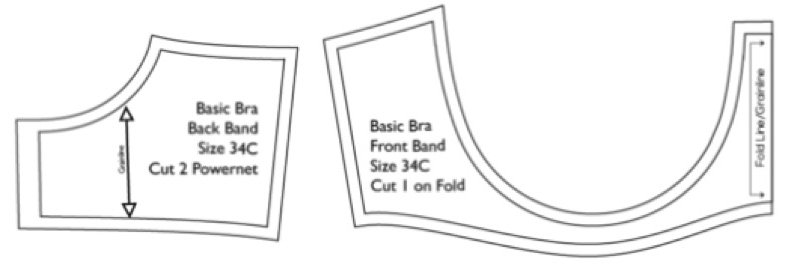 Basic Bra
Back Band
Size 34C
Cut 2 Powernet
Grainline
Basic Bra
Front Band
Size 34C
Cut 1 on Fold
Fold Line/Grainline